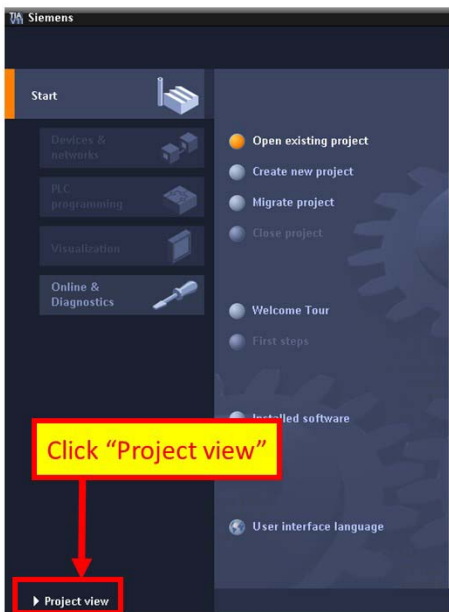 Siemens
Start
Devices &
networks
PLC
programming
Visualization
Online &
Diagnostics
Open existing project
Create new project
Migrate project
Close project
Welcome Tour
First steps
Installed software
User interface language
Click “Project view”
Project view